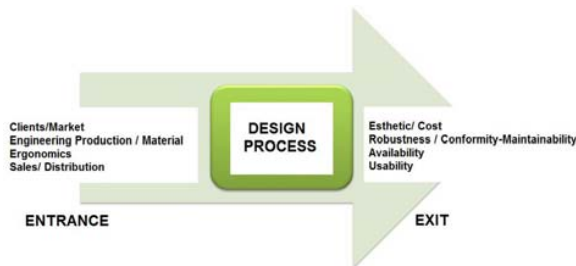 Clients/Market
Engineering Production / Material
Ergonomics
Sales/ Distribution
ENTRANCE
DESIGN
PROCESS
Esthetic/ Cost
Robustness / Conformity-Maintainability
Availability
Usability
EXIT